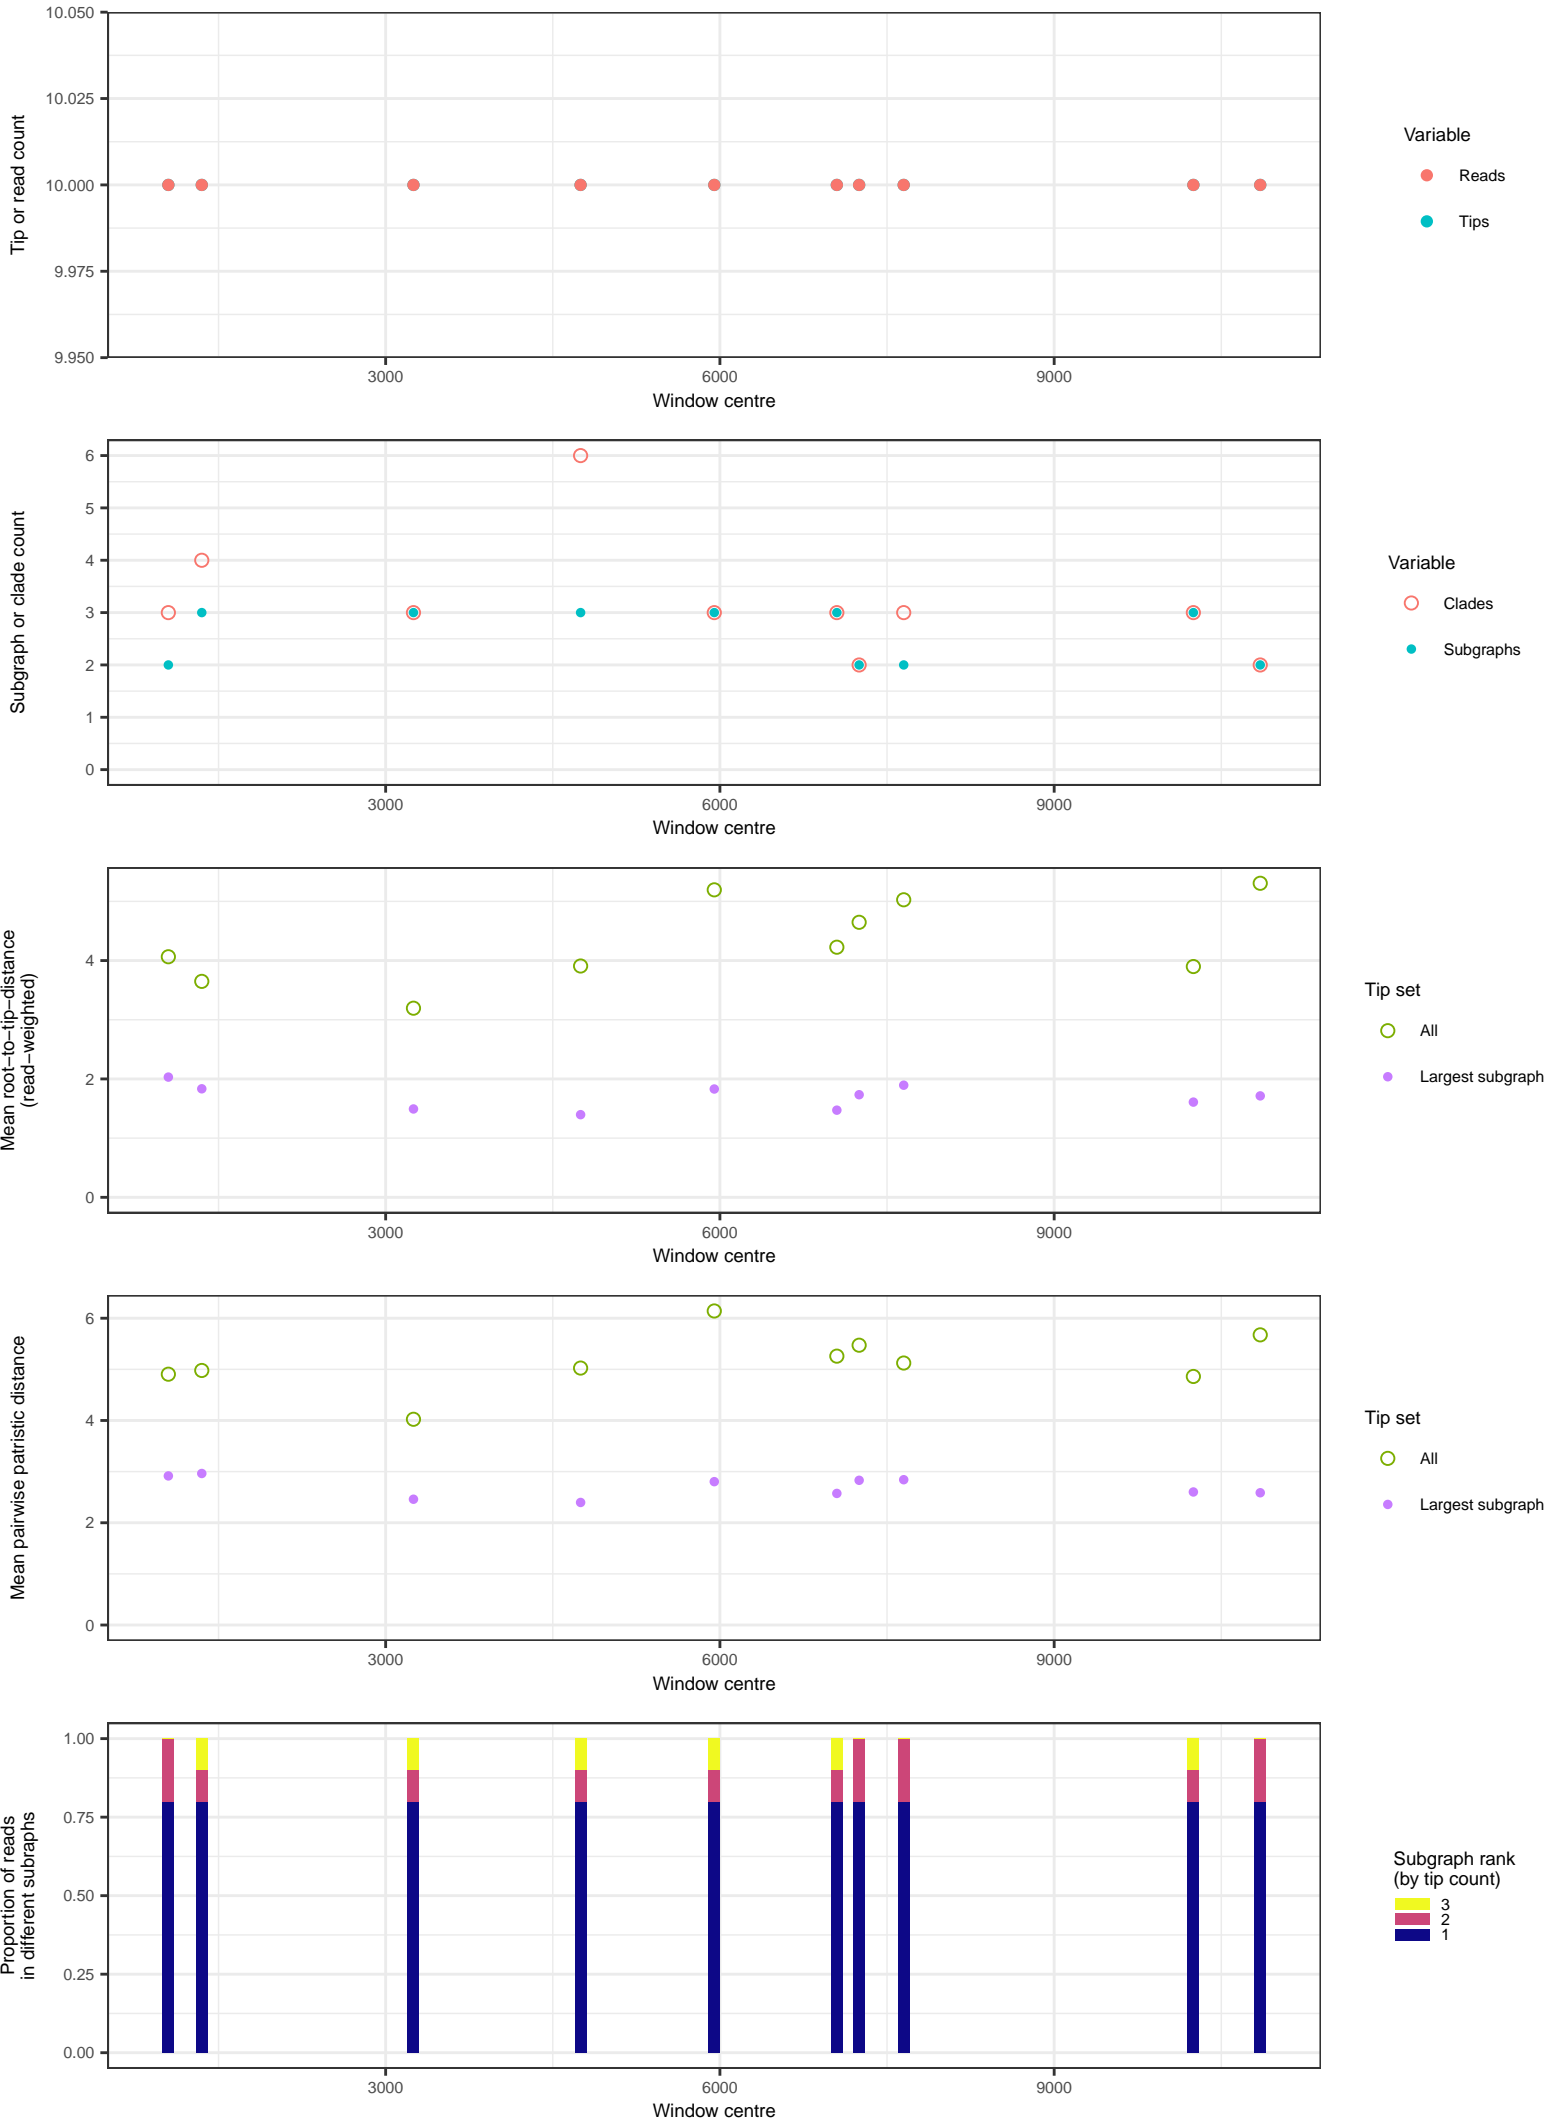 10.050
10.025
10.000
9.975
9.950
Tip or read count
3000 6000 9000
Window centre
Variable
Reads
Tips
6
5
4
3
2
1
0
Subgraph or clade count
3000 6000 9000
Window centre
Variable
Clades
Subgraphs
4
2
0
Mean root−to−tip−distance
(read−weighted)
3000 6000 9000
Window centre
Tip set
All
Largest subgraph
6
4
2
0
Mean pairwise patristic distance
3000 6000 9000
Window centre
Tip set
All
Largest subgraph
1.00
0.75
0.50
0.25
0.00
Proportion of reads
in different subraphs
3000 6000 9000
Window centre
Subgraph rank
(by tip count)
3
2
1